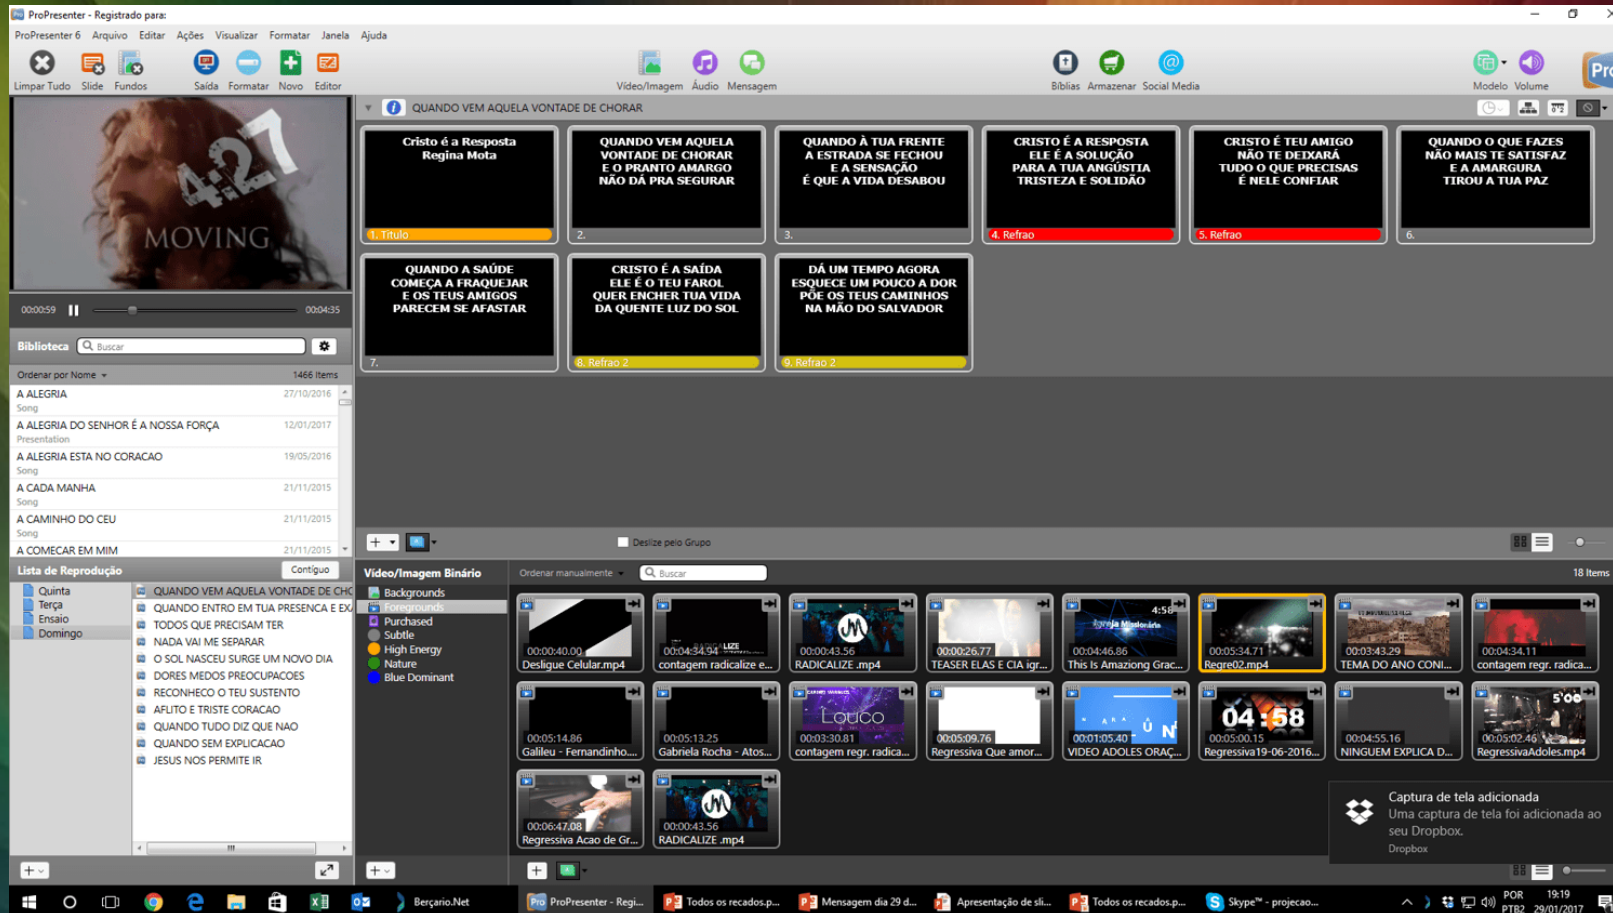 ProPresenter - Registrado para:
ProPresenter 6 Arquivo Editar Ações Visualizar Formatar Janela Ajuda
Limpar Tudo Slide Fundos Saída Formatar Novo Editor Vídeo/Imagem Áudio Mensagem Bíblias Armazenar Social Media Modelo Volume
Pro
4:27
MOVING
00:00:59 00:04:35
Biblioteca Buscar
Ordenar por Nome 1466 Items
A ALEGRIA 27/10/2016
Song
A ALEGRIA DO SENHOR É A NOSSA FORÇA 12/01/2017
Presentation
A ALEGRIA ESTA NO CORACAO 19/05/2016
Song
A CADA MANHA 21/11/2015
Song
A CAMINHO DO CEU 21/11/2015
Song
A COMECAR EM MIM 21/11/2015
Lista de Reprodução Contíguo
Quinta
Terça
Ensaio
Domingo
QUANDO VEM AQUELA VONTADE DE CHO
QUANDO ENTRO EM TUA PRESENCA E EXA
TODOS QUE PRECISAM TER
NADA VAI ME SEPARAR
O SOL NASCEU SURGE UM NOVO DIA
DORES MEDOS PREOCUPACOES
RECONHECO O TEU SUSTENTO
AFLITO E TRISTE CORACAO
QUANDO TUDO DIZ QUE NAO
QUANDO SEM EXPLICACAO
JESUS NOS PERMITE IR
QUANDO VEM AQUELA VONTADE DE CHORAR
Cristo é a Resposta
Regina Mota
1. Titulo
QUANDO VEM AQUELA
VONTADE DE CHORAR
E O PRANTO AMARGO
NÃO DÁ PRA SEGURAR
2.
QUANDO À TUA FRENTE
A ESTRADA SE FECHOU
E A SENSAÇÃO
É QUE A VIDA DESABOU
3.
CRISTO É A RESPOSTA
ELE É A SOLUÇÃO
PARA A TUA ANGÚSTIA
TRISTEZA E SOLIDÃO
4. Refrao
CRISTO É TEU AMIGO
NÃO TE DEIXARÁ
TUDO O QUE PRECISAS
É NELE CONFIAR
5. Refrao
QUANDO O QUE FAZES
NÃO MAIS TE SATISFAZ
E A AMARGURA
TIROU A TUA PAZ
6.
QUANDO A SAÚDE
COMEÇA A FRAQUEJAR
E OS TEUS AMIGOS
PARECEM SE AFASTAR
7.
CRISTO É A SAÍDA
ELE É O TEU FAROL
QUER ENCHER TUA VIDA
DA QUENTE LUZ DO SOL
8. Refrao 2
DÁ UM TEMPO AGORA
ESQUECE UM POUCO A DOR
PÕE OS TEUS CAMINHOS
NA MÃO DO SALVADOR
9. Refrao 2
Deslize pelo Grupo
Vídeo/Imagem Binário Ordenar manualmente Buscar 18 Items
Backgrounds
Foregrounds
Purchased
Subtle
High Energy
Nature
Blue Dominant
00:00:40.00
Desligue Celular.mp4
RADICALIZE
00:04:34.94
contagem radicalize e...
00:00:43.56
RADICALIZE .mp4
00:00:26.77
TEASER ELAS E CIA igr...
4:58
Igreja Missionária
00:04:46.86
This Is Amaziong Grac...
00:05:34.71
Regre02.mp4
00:03:43.29
TEMA DO ANO CONI...
00:04:34.11
contagem regr. radica...
00:05:14.86
Galileu - Fernandinho....
00:05:13.25
Gabriela Rocha - Atos...
Louco
00:03:30.81
contagem regr. radica...
00:05:09.76
Regressiva Que amor...
00:01:05.40
VIDEO ADOLES ORAÇ...
04:58
00:05:00.15
Regressiva19-06-2016...
00:04:55.16
NINGUEM EXPLICA D...
5'00
00:05:02.46
RegressivaAdoles.mp4
00:06:47.08
Regressiva Acao de Gr...
00:00:43.56
RADICALIZE .mp4
Captura de tela adicionada
Uma captura de tela foi adicionada ao
seu Dropbox.
Dropbox
Berçario.Net ProPresenter - Regi... Todos os recados.p... Mensagem dia 29 d... Apresentação de sli... Todos os recados.p... Skype™ - projecao...
POR 19:19
PTB2 29/01/2017